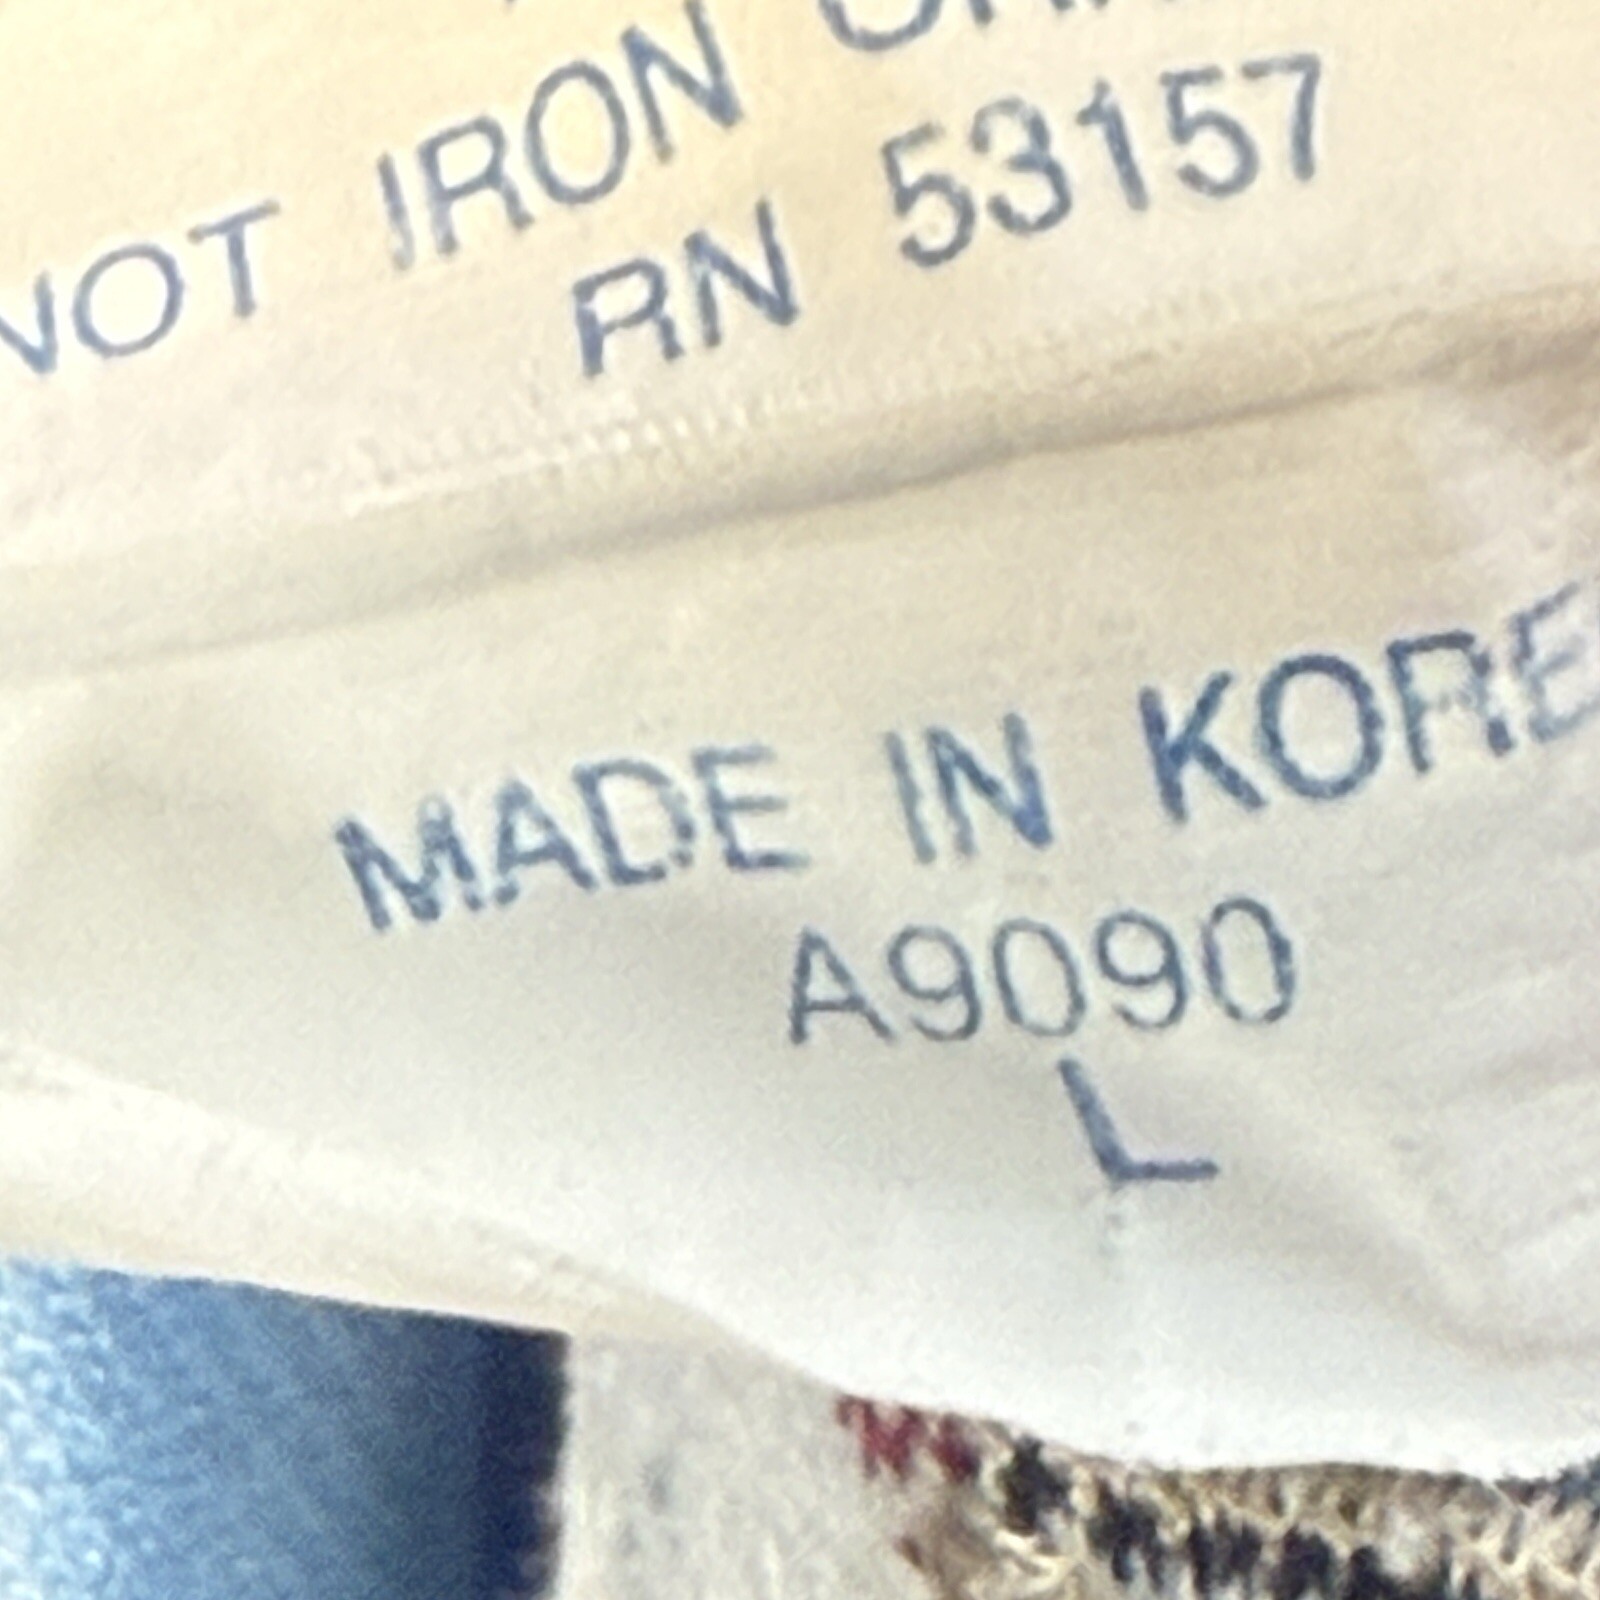 NOT IRON
RN 53157
MADE IN KORE
A9090
L